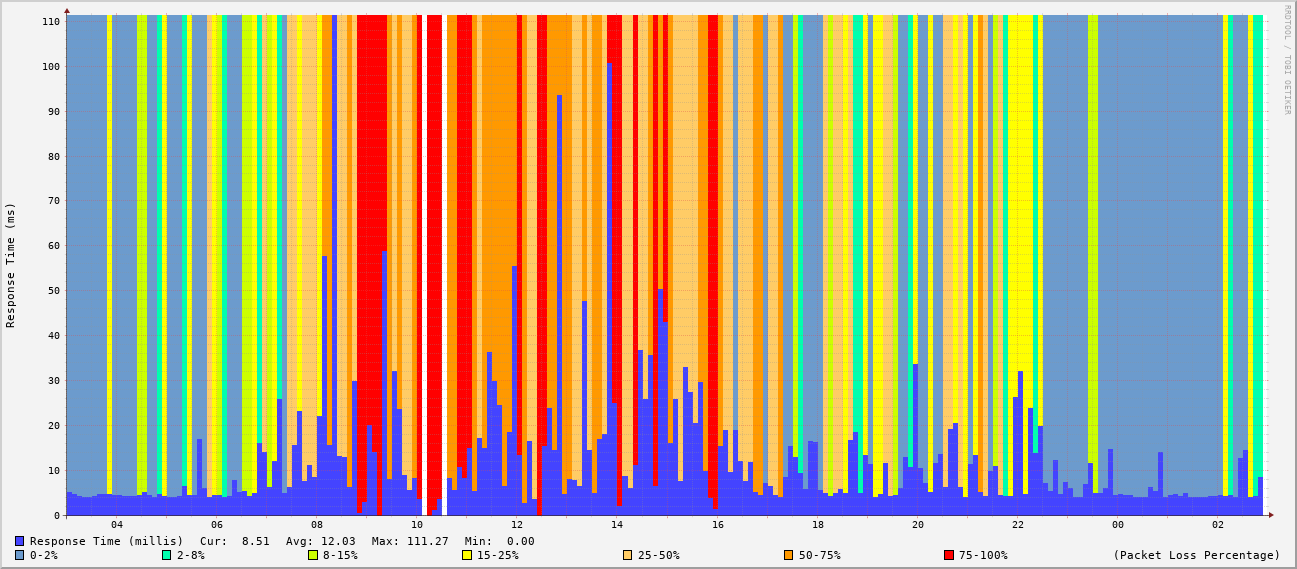 RRDTOOL / TOBI OETIKER
Response Time (ms)
110
100
90
80
70
60
50
40
30
20
10
0
04 06 08 10 12 14 16 18 20 22 00 02
Response Time (millis) Cur: 8.51 Avg: 12.03 Max: 111.27 Min: 0.00
0-2% 2-8% 8-15% 15-25% 25-50% 50-75% 75-100% (Packet Loss Percentage)